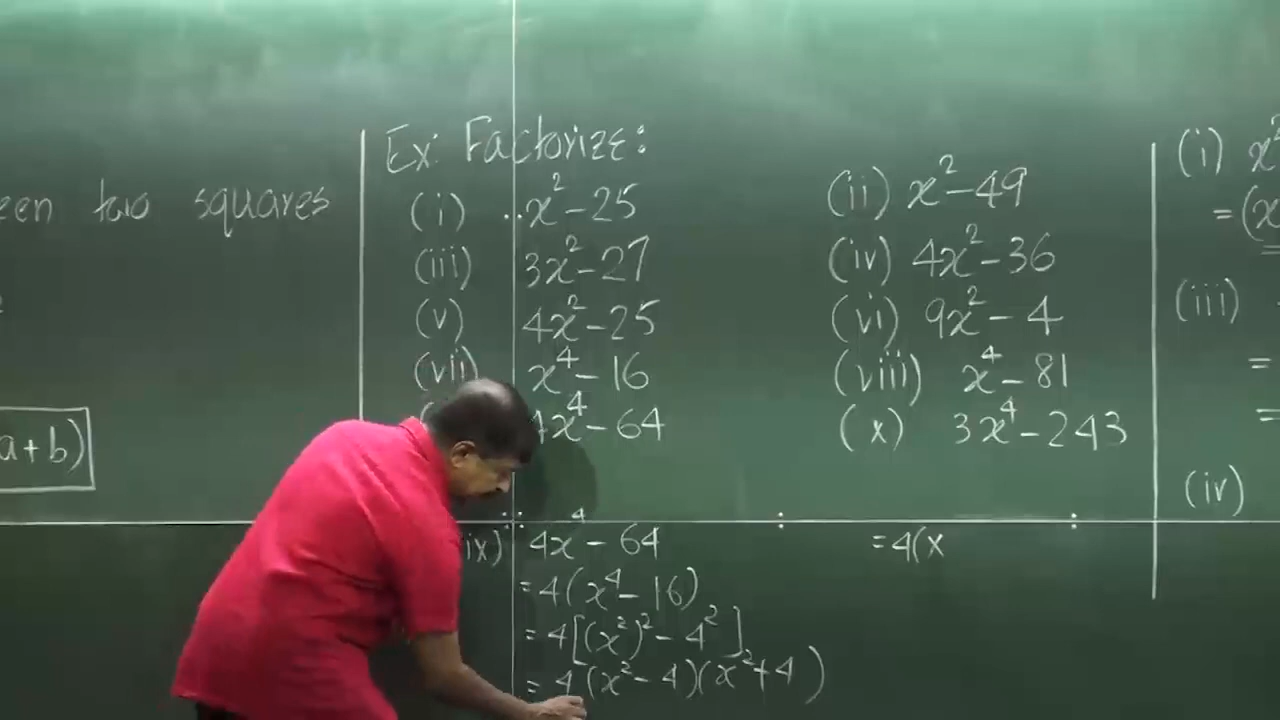 een two squares
a+b)
Ex: Factorize:
(i) x²-25 (ii) x²-49
(iii) 3x²-27 (iv) 4x²-36
(v) 4x²-25 (vi) 9x²-4
(vii) x⁴-16 (viii) x⁴-81
4x⁴-64 (x) 3x⁴-243
ix) 4x⁴-64 =4(x
=4(x⁴-16)
=4[(x²)²-4²]
=4(x²-4)(x²+4)
(i) x²
=(x
(iii)
=
=
(iv)